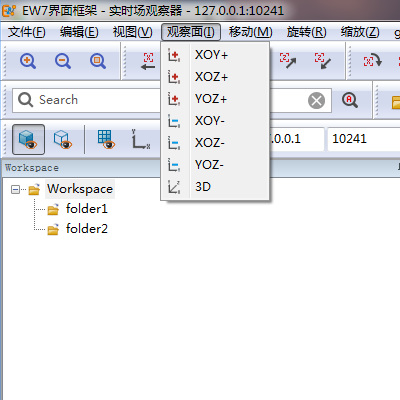 EW7界面框架 - 实时场观察器 - 127.0.0.1:10241
文件(F) 编辑(E) 视图(V) 观察面(I) 移动(M) 旋转(R) 缩放(Z) g
XOY+
XOZ+
YOZ+
XOY-
XOZ-
YOZ-
3D
Search
.0.0.1 10241
Workspace
Workspace
folder1
folder2